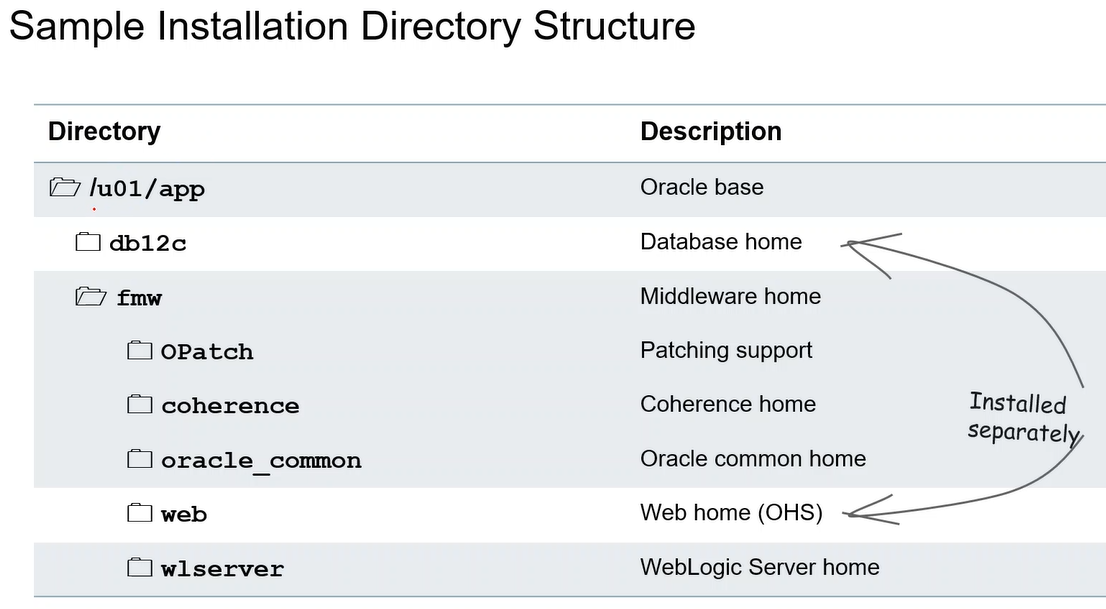 Sample Installation Directory Structure
Directory Description
/u01/app Oracle base
db12c Database home
fmw Middleware home
OPatch Patching support
coherence Coherence home
Installed
separately
oracle_common Oracle common home
web Web home (OHS)
wlserver WebLogic Server home